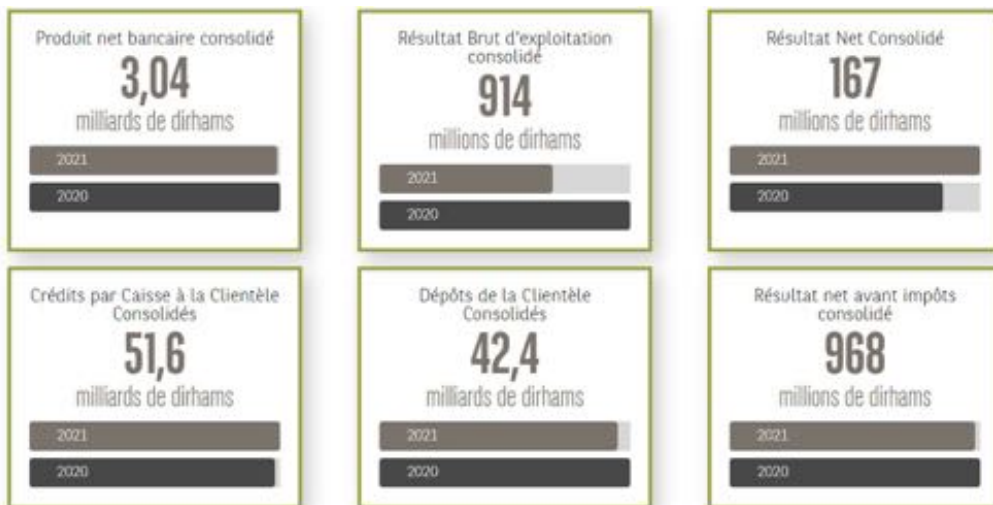 Produit net bancaire consolidé
3,04
milliards de dirhams
2021
2020
Résultat Brut d'exploitation
consolidé
914
millions de dirhams
2021
2020
Résultat Net Consolidé
167
millions de dirhams
2021
2020
Crédits par Caisse à la Clientèle
Consolidés
51,6
milliards de dirhams
2021
2020
Dépôts de la Clientèle
Consolidés
42,4
milliards de dirhams
2021
2020
Résultat net avant impôts
consolidé
968
millions de dirhams
2021
2020